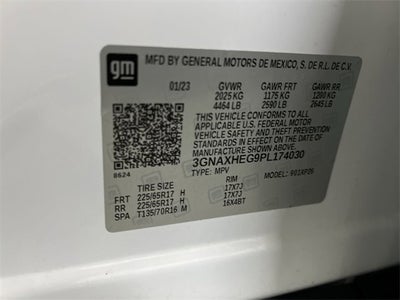 gm
MFD BY GENERAL MOTORS DE MEXICO, S. DE R.L. DE C.V.
01/23 GVWR GAWR FRT GAWR RR
2025 KG 1175 KG 1200 KG
4464 LB 2590 LB 2645 LB
THIS VEHICLE CONFORMS TO ALL
APPLICABLE U.S. FEDERAL MOTOR
VEHICLE SAFETY, BUMPER, AND THEFT
PREVENTION STANDARDS IN EFFECT ON
THE DATE OF MANUFACTURE SHOWN ABOVE.
3GNAXHEG9PL174030
8624 TYPE: MPV MODEL:
TIRE SIZE RIM
FRT 225/65R17 H 17X7J
RR 225/65R17 H 17X7J
SPA T135/70R16 M 16X4BT